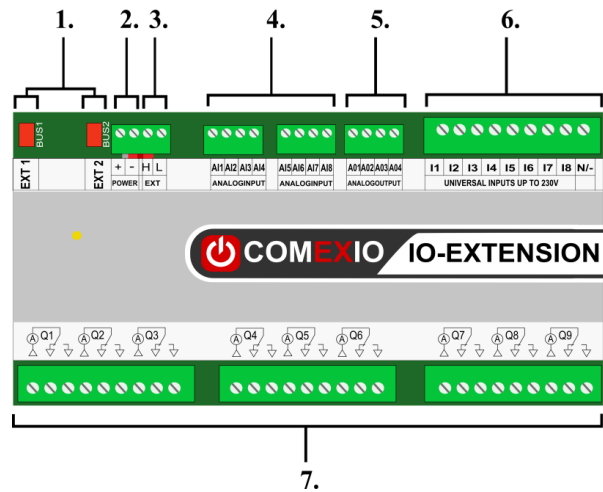 1. 2. 3. 4. 5. 6.
BUS1 BUS2
EXT 1 EXT 2 + - H L AI1 AI2 AI3 AI4 AI5 AI6 AI7 AI8 A01 A02 A03 A04 I1 I2 I3 I4 I5 I6 I7 I8 N/-
POWER EXT ANALOGINPUT ANALOGINPUT ANALOGOUTPUT UNIVERSAL INPUTS UP TO 230V
COMEXIO IO-EXTENSION
Q1 Q2 Q3 Q4 Q5 Q6 Q7 Q8 Q9
A A A A A A A A A
7.